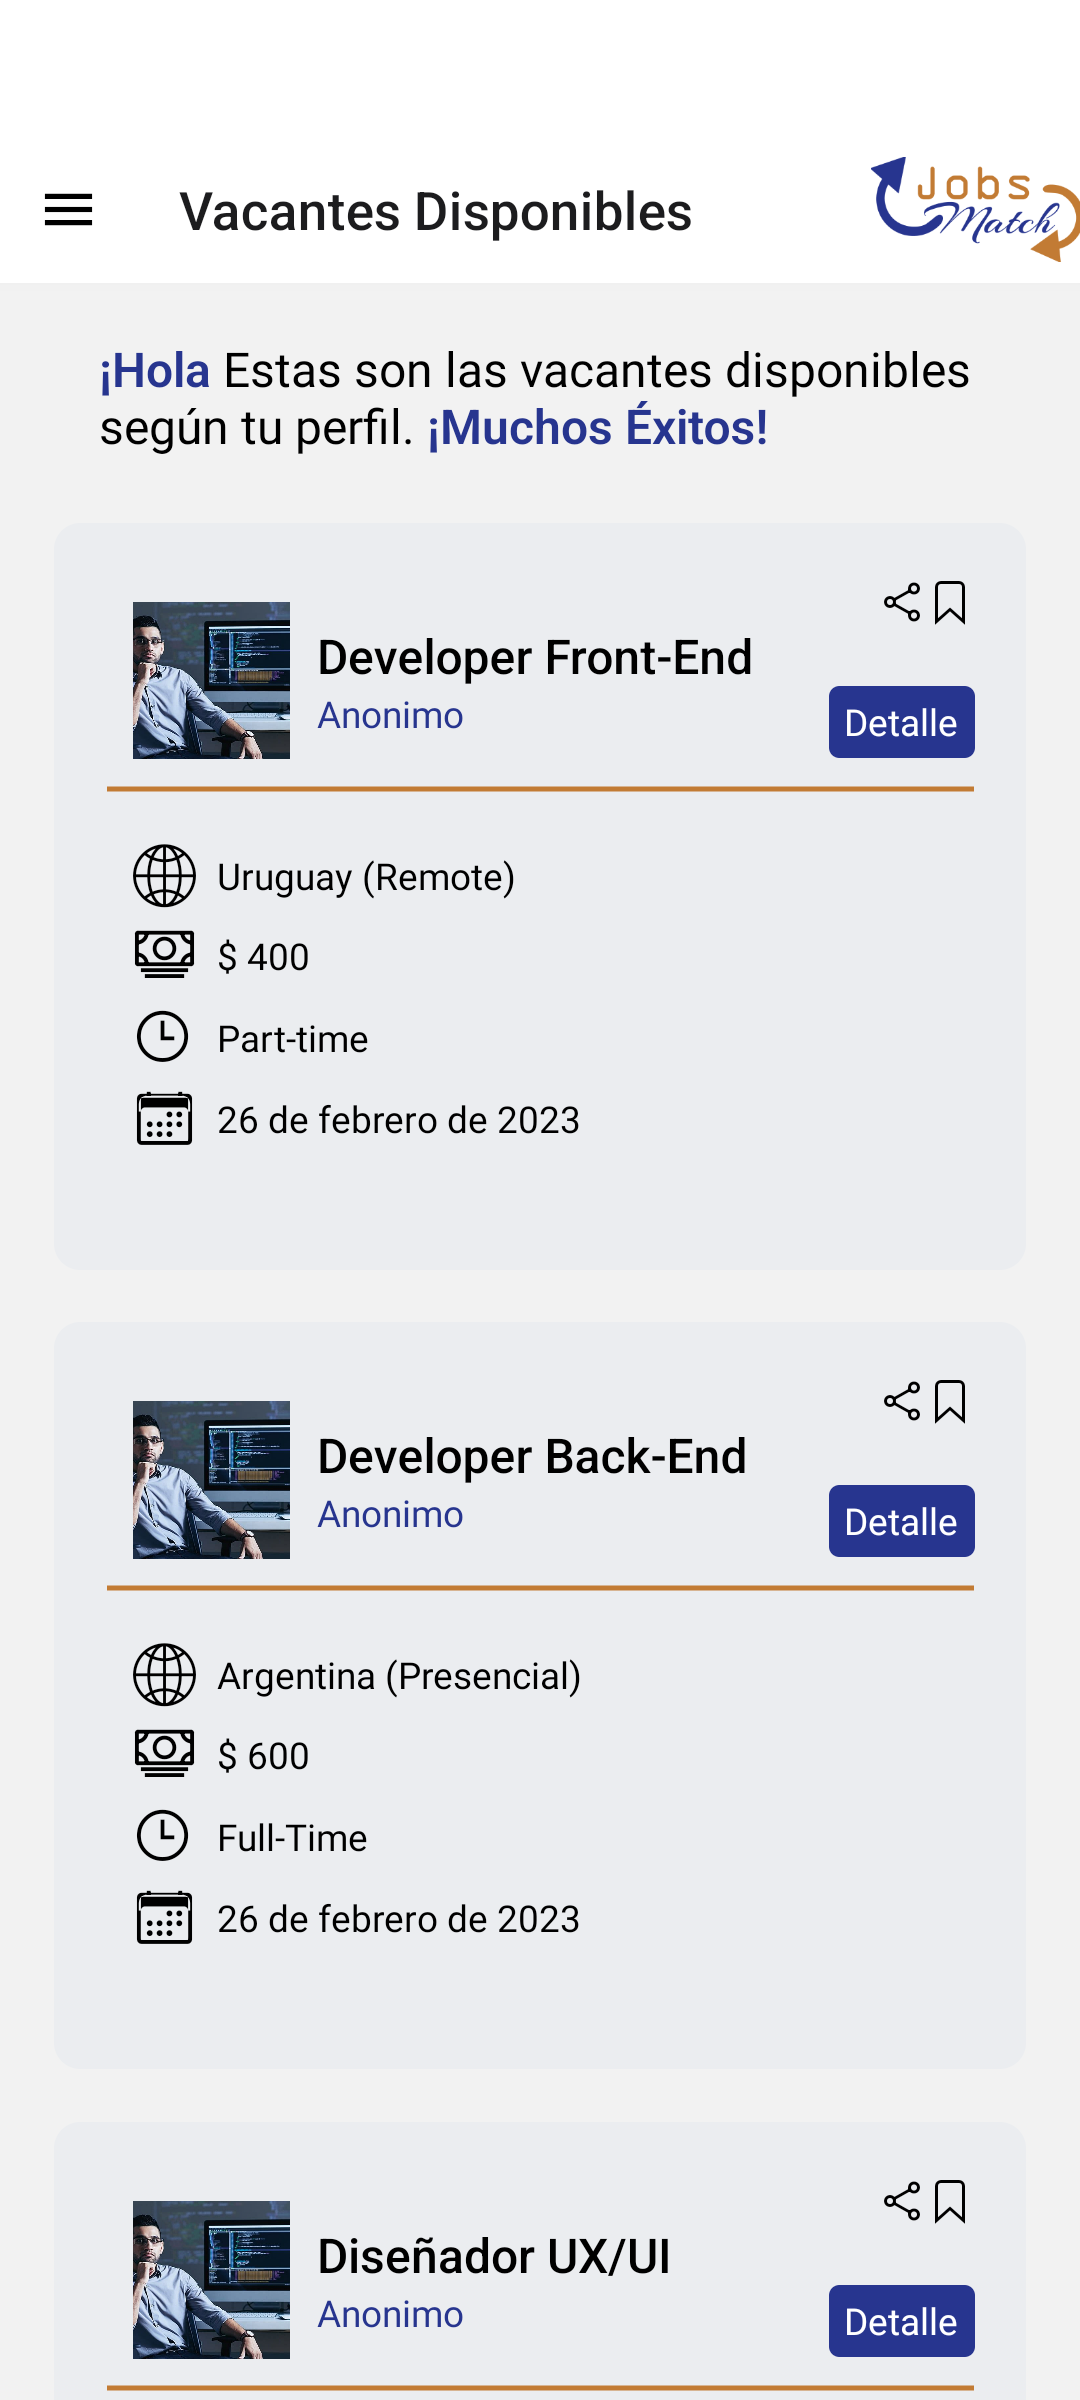 Vacantes Disponibles
Jobs
Match
¡Hola Estas son las vacantes disponibles
según tu perfil. ¡Muchos Éxitos!
Developer Front-End
Anonimo
Detalle
Uruguay (Remote)
$ 400
Part-time
26 de febrero de 2023
Developer Back-End
Anonimo
Detalle
Argentina (Presencial)
$ 600
Full-Time
26 de febrero de 2023
Diseñador UX/UI
Anonimo
Detalle